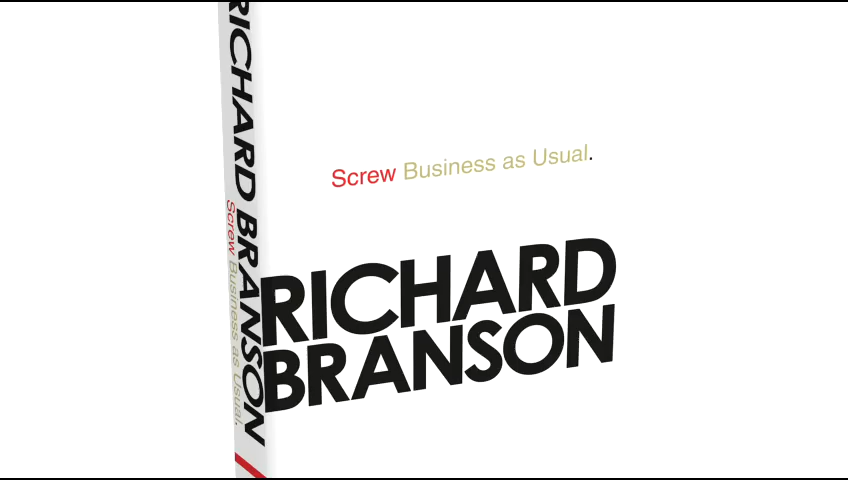 RICHARD BRANSON
Screw Business as Usual.
Screw Business as Usual.
RICHARD
BRANSON